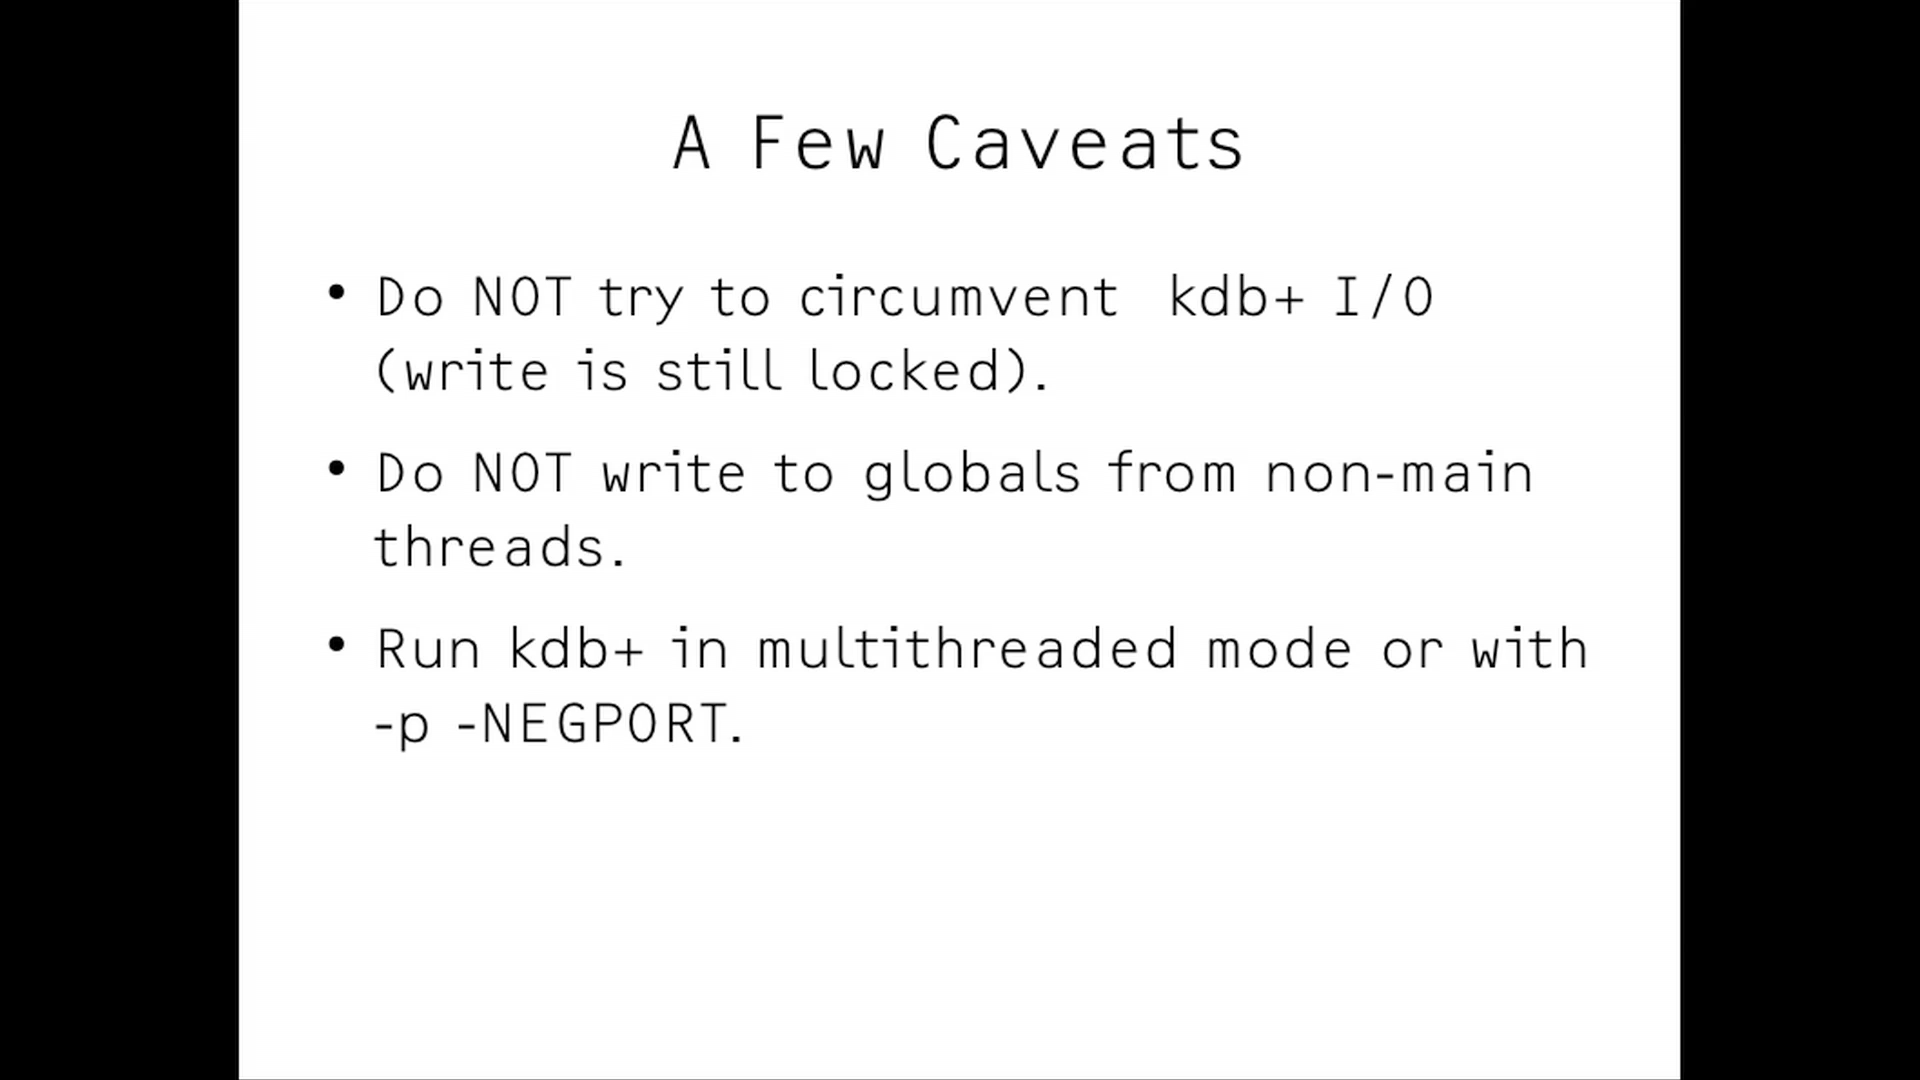 A Few Caveats
• Do NOT try to circumvent  kdb+ I/O
(write is still locked).
• Do NOT write to globals from non-main
threads.
• Run kdb+ in multithreaded mode or with
-p -NEGPORT.